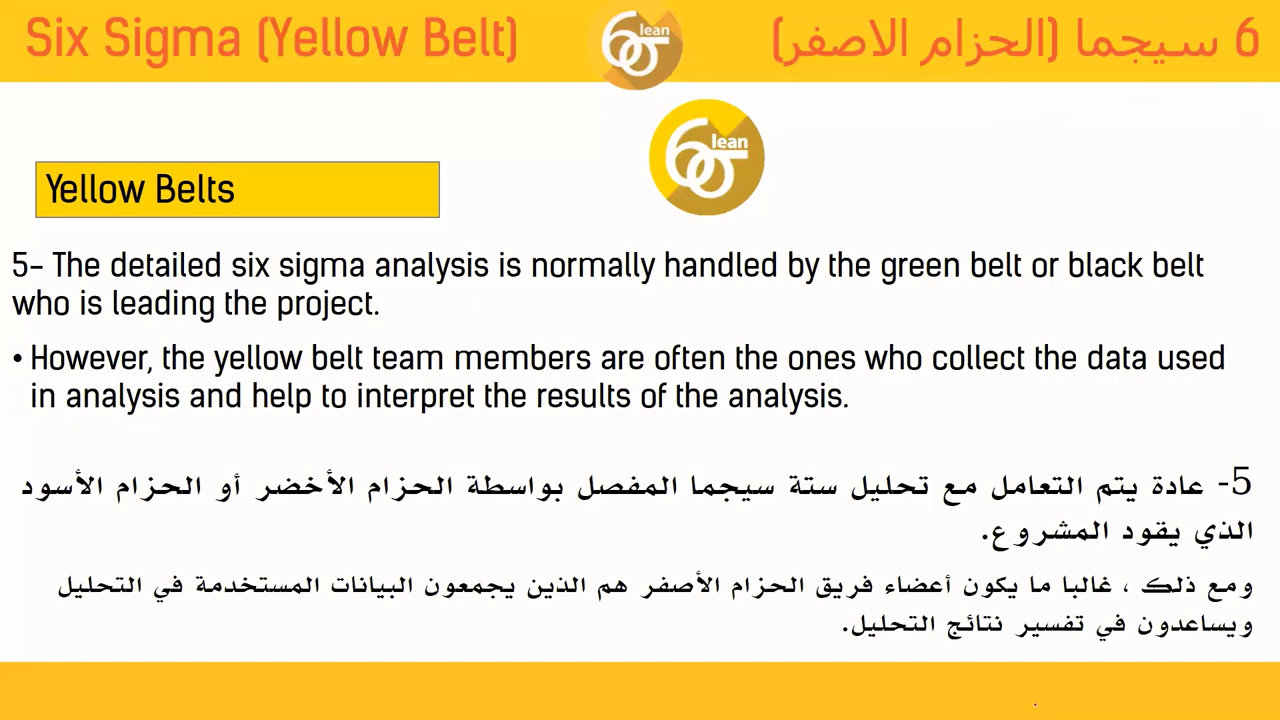 Six Sigma (Yellow Belt)
lean
6σ
6 سيجما (الحزام الاصفر)
lean
6σ
Yellow Belts
5- The detailed six sigma analysis is normally handled by the green belt or black belt
who is leading the project.
• However, the yellow belt team members are often the ones who collect the data used
in analysis and help to interpret the results of the analysis.
5- عادة يتم التعامل مع تحليل ستة سيجما المفصل بواسطة الحزام الأخضر أو الحزام الأسود
الذي يقود المشروع.
ومع ذلك ، غالبا ما يكون أعضاء فريق الحزام الأصفر هم الذين يجمعون البيانات المستخدمة في التحليل
ويساعدون في تفسير نتائج التحليل.